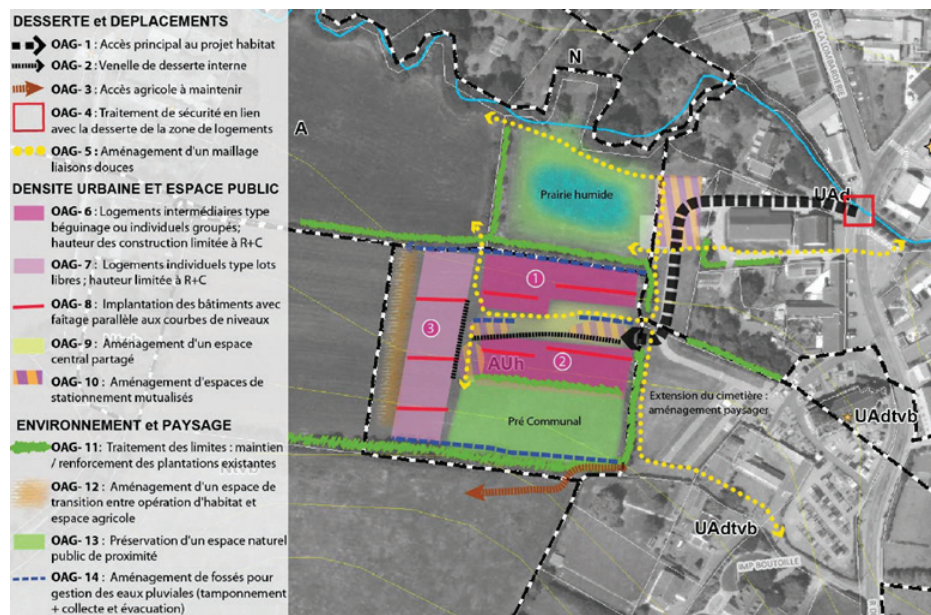 DESSERTE et DEPLACEMENTS
OAG- 1 : Accès principal au projet habitat
OAG- 2 : Venelle de desserte interne
OAG- 3 : Accès agricole à maintenir
OAG- 4 : Traitement de sécurité en lien
avec la desserte de la zone de logements
OAG- 5 : Aménagement d'un maillage
liaisons douces
DENSITE URBAINE ET ESPACE PUBLIC
OAG- 6 : Logements intermédiaires type
béguinage ou individuels groupés;
hauteur des construction limitée à R+C
OAG- 7 : Logements individuels type lots
libres ; hauteur limitée à R+C
OAG- 8 : Implantation des bâtiments avec
faîtage parallèle aux courbes de niveaux
OAG- 9 : Aménagement d'un espace
central partagé
OAG- 10 : Aménagement d'espaces de
stationnement mutualisés
ENVIRONNEMENT et PAYSAGE
OAG- 11 : Traitement des limites : maintien
/ renforcement des plantations existantes
OAG- 12 : Aménagement d'un espace de
transition entre opération d'habitat et
espace agricole
OAG- 13 : Préservation d'un espace naturel
public de proximité
OAG- 14 : Aménagement de fossés pour
gestion des eaux pluviales (tamponnement
+ collecte et évacuation)
N
A
Prairie humide
UAd
1
3
AUh
2
Pré Communal
Extension du cimetière :
aménagement paysager
UAdtvb
UAdtvb
IMP BOUTOILLE